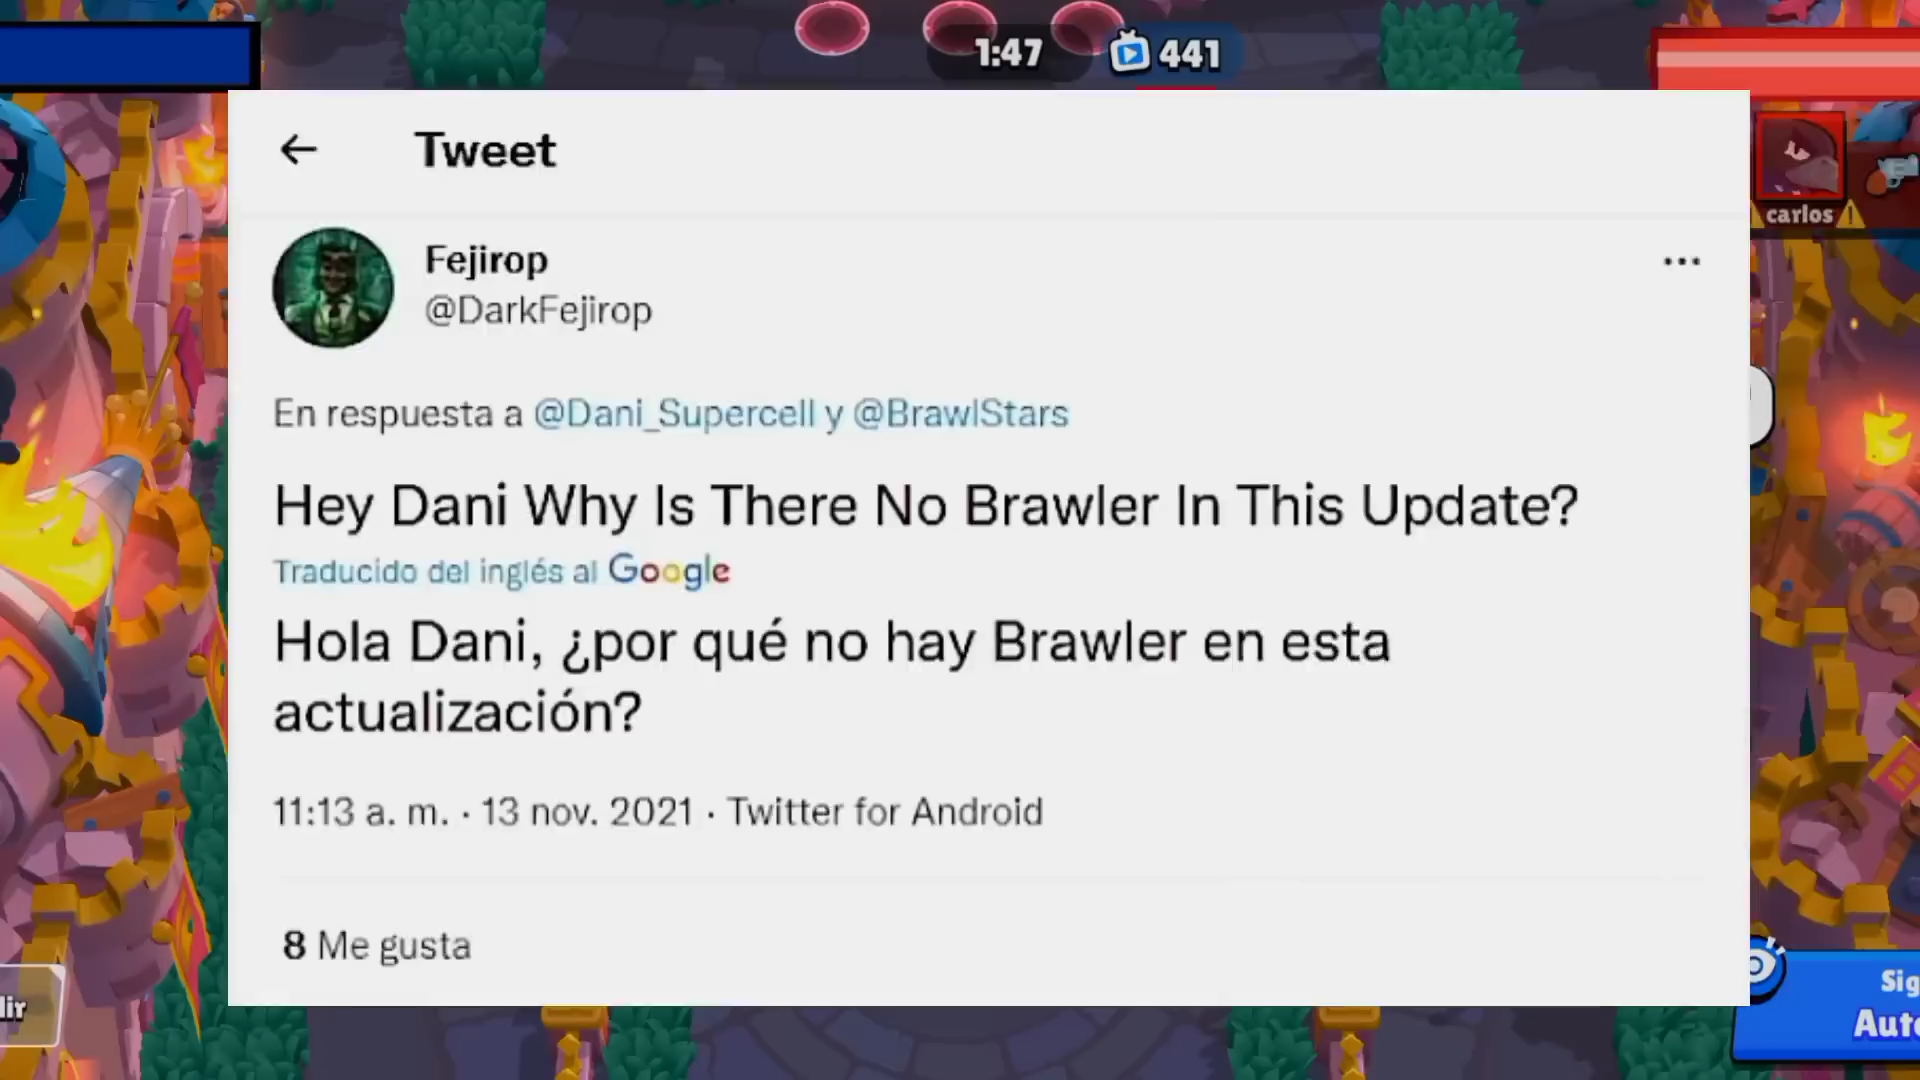 1:47
441
Tweet
Fejirop
@DarkFejirop
carlos
En respuesta a @Dani_Supercell y @BrawlStars
Hey Dani Why Is There No Brawler In This Update?
Traducido del inglés al Google
Hola Dani, ¿por qué no hay Brawler en esta
actualización?
11:13 a. m. · 13 nov. 2021 · Twitter for Android
8 Me gusta